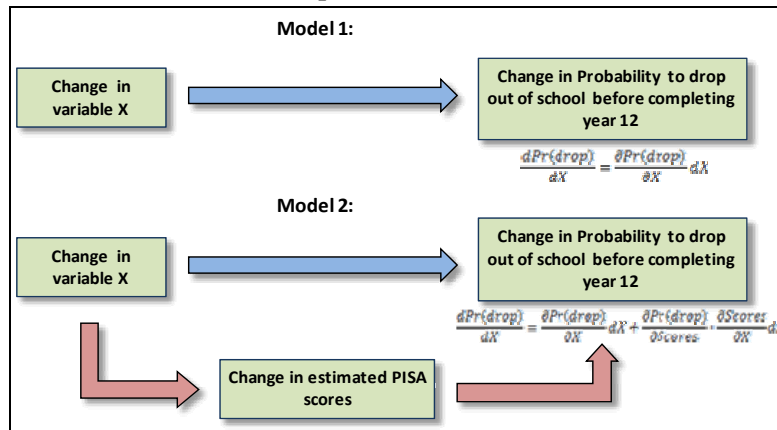 Model 1:
Change in
variable X
Change in Probability to drop
out of school before completing
year 12
dPr(drop)/dX = ∂Pr(drop)/∂X dX
Model 2:
Change in
variable X
Change in Probability to drop
out of school before completing
year 12
dPr(drop)/dX = ∂Pr(drop)/∂X dX + ∂Pr(drop)/∂Scores · ∂Scores/∂X
Change in estimated PISA
scores